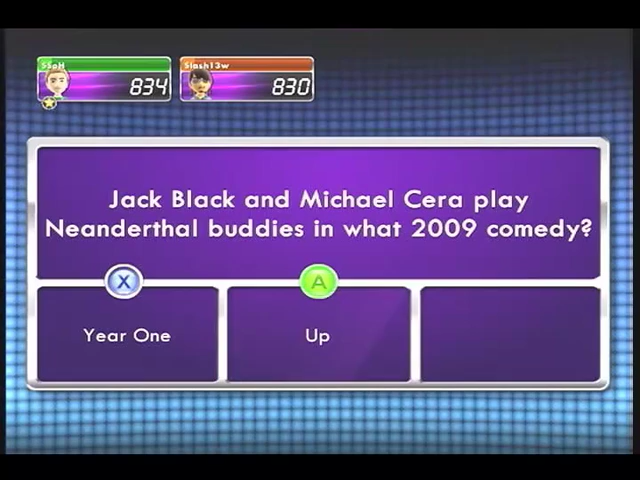 SSoH
Slash13w
834
830
Jack Black and Michael Cera play
Neanderthal buddies in what 2009 comedy?
X
A
Year One
Up